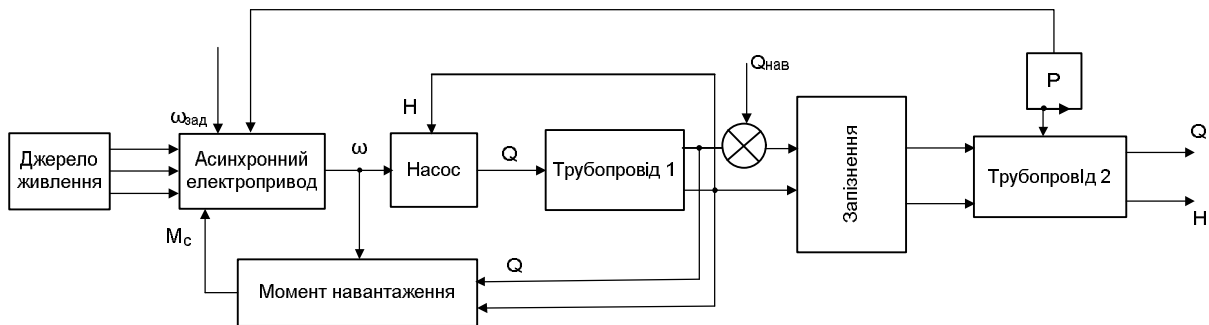 Qнав
P
H
ωзад
Q
Джерело
живлення
Асинхронний
електропривод
ω
Насос
Q
Трубопровід 1
Запізнення
Трубопровід 2
H
Mc
Q
Момент навантаження